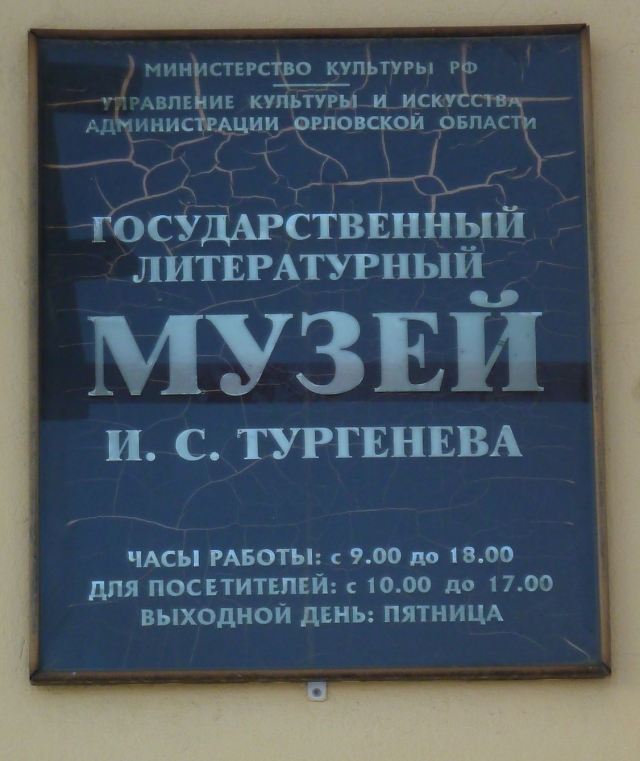 МИНИСТЕРСТВО КУЛЬТУРЫ РФ
УПРАВЛЕНИЕ КУЛЬТУРЫ И ИСКУССТВА
АДМИНИСТРАЦИИ ОРЛОВСКОЙ ОБЛАСТИ
ГОСУДАРСТВЕННЫЙ
ЛИТЕРАТУРНЫЙ
МУЗЕЙ
И. С. ТУРГЕНЕВА
ЧАСЫ РАБОТЫ: с 9.00 до 18.00
ДЛЯ ПОСЕТИТЕЛЕЙ: с 10.00 до 17.00
ВЫХОДНОЙ ДЕНЬ: ПЯТНИЦА